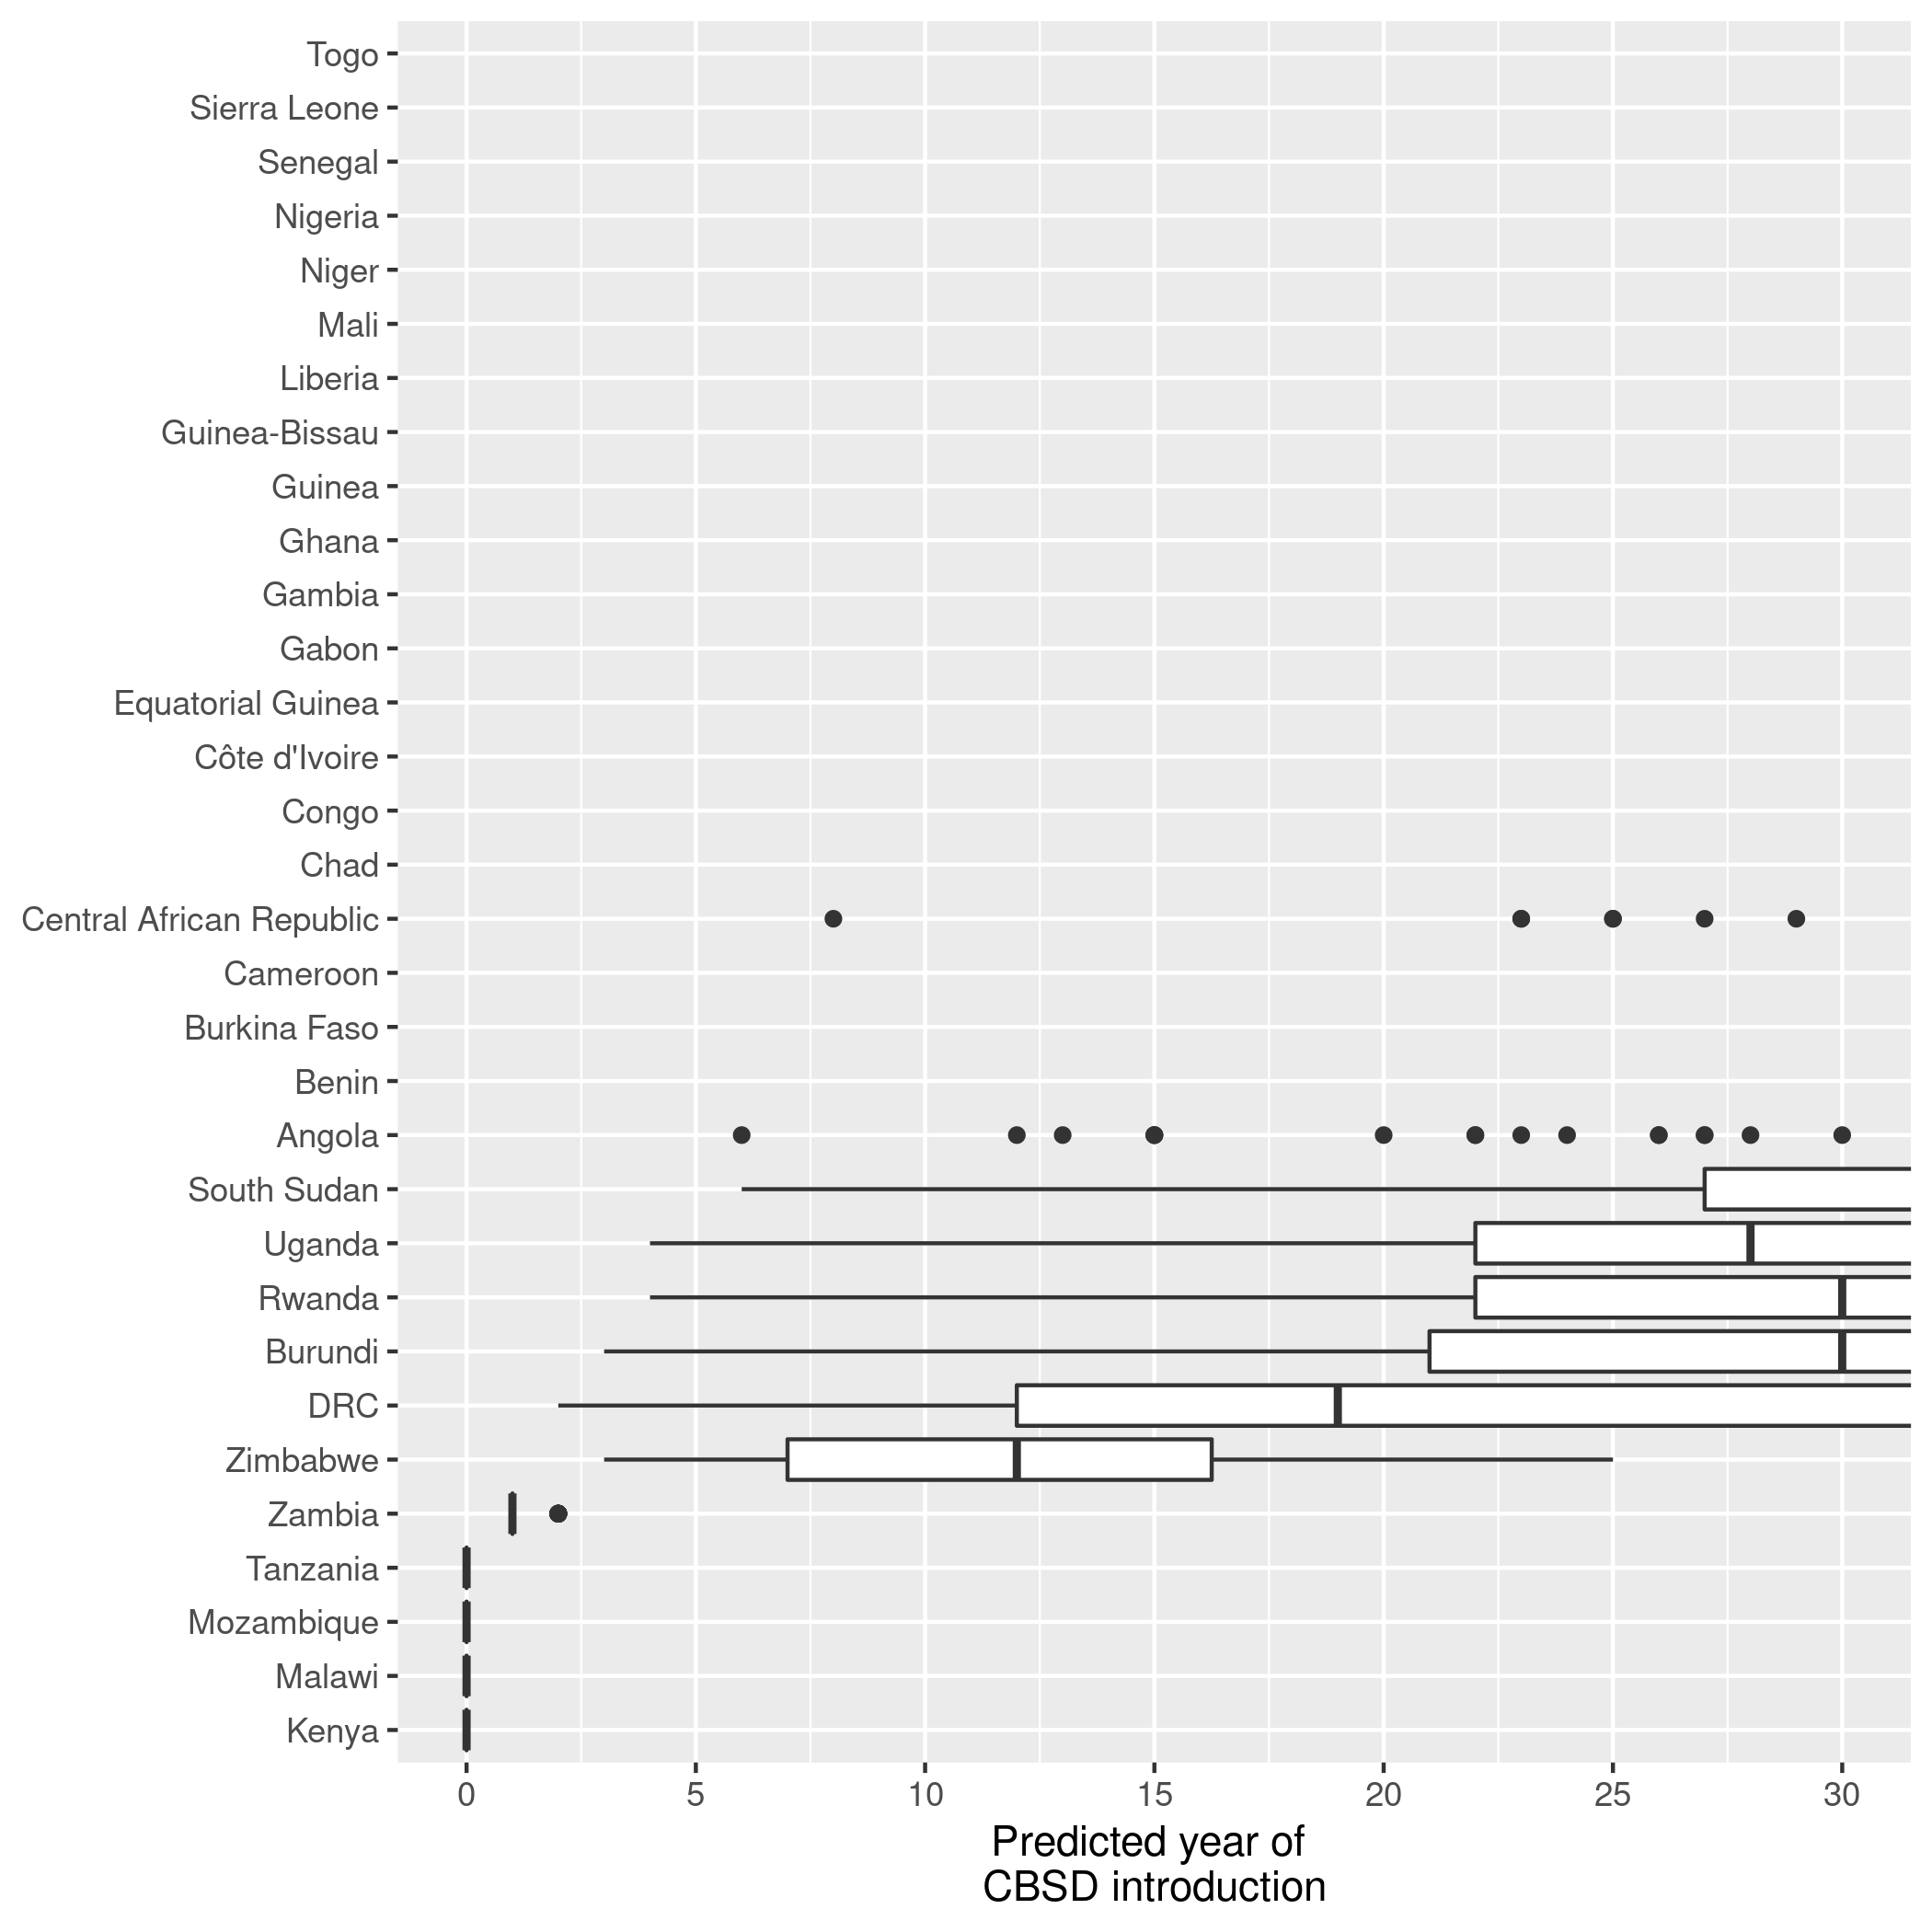 Togo
Sierra Leone
Senegal
Nigeria
Niger
Mali
Liberia
Guinea-Bissau
Guinea
Ghana
Gambia
Gabon
Equatorial Guinea
Côte d'Ivoire
Congo
Chad
Central African Republic
Cameroon
Burkina Faso
Benin
Angola
South Sudan
Uganda
Rwanda
Burundi
DRC
Zimbabwe
Zambia
Tanzania
Mozambique
Malawi
Kenya
0 5 10 15 20 25 30
Predicted year of
CBSD introduction